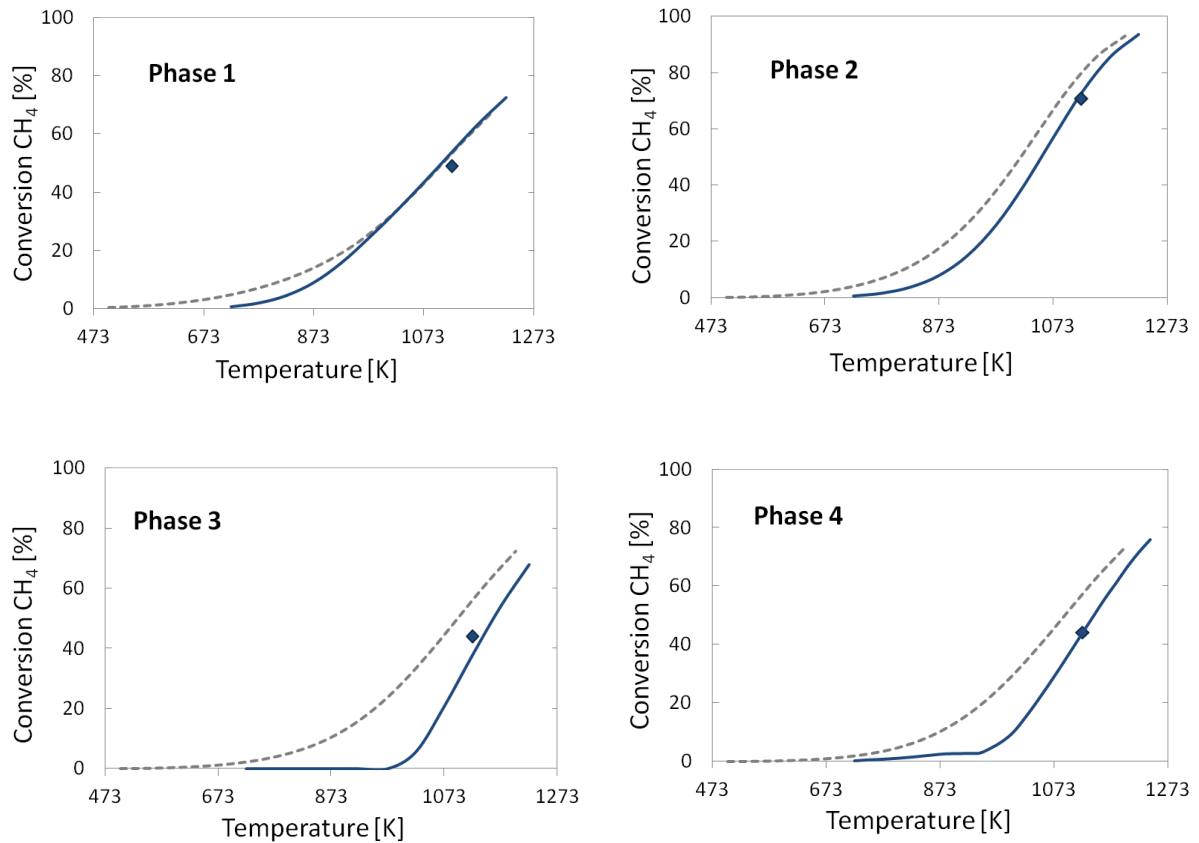 Phase 1
Conversion CH₄ [%]
100
80
60
40
20
0
473 673 873 1073 1273
Temperature [K]
Phase 2
Conversion CH₄ [%]
100
80
60
40
20
0
473 673 873 1073 1273
Temperature [K]
Phase 3
Conversion CH₄ [%]
100
80
60
40
20
0
473 673 873 1073 1273
Temperature [K]
Phase 4
Conversion CH₄ [%]
100
80
60
40
20
0
473 673 873 1073 1273
Temperature [K]